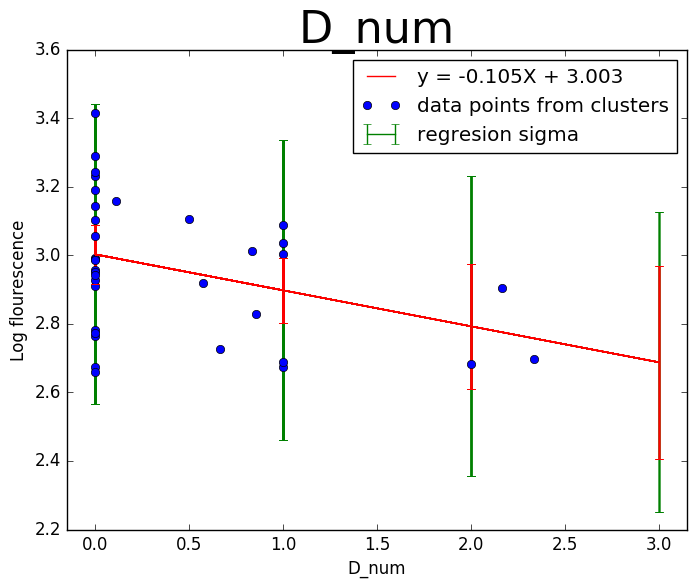 D_num
y = -0.105X + 3.003
data points from clusters
regresion sigma
Log flourescence
3.6
3.4
3.2
3.0
2.8
2.6
2.4
2.2
0.0 0.5 1.0 1.5 2.0 2.5 3.0
D_num